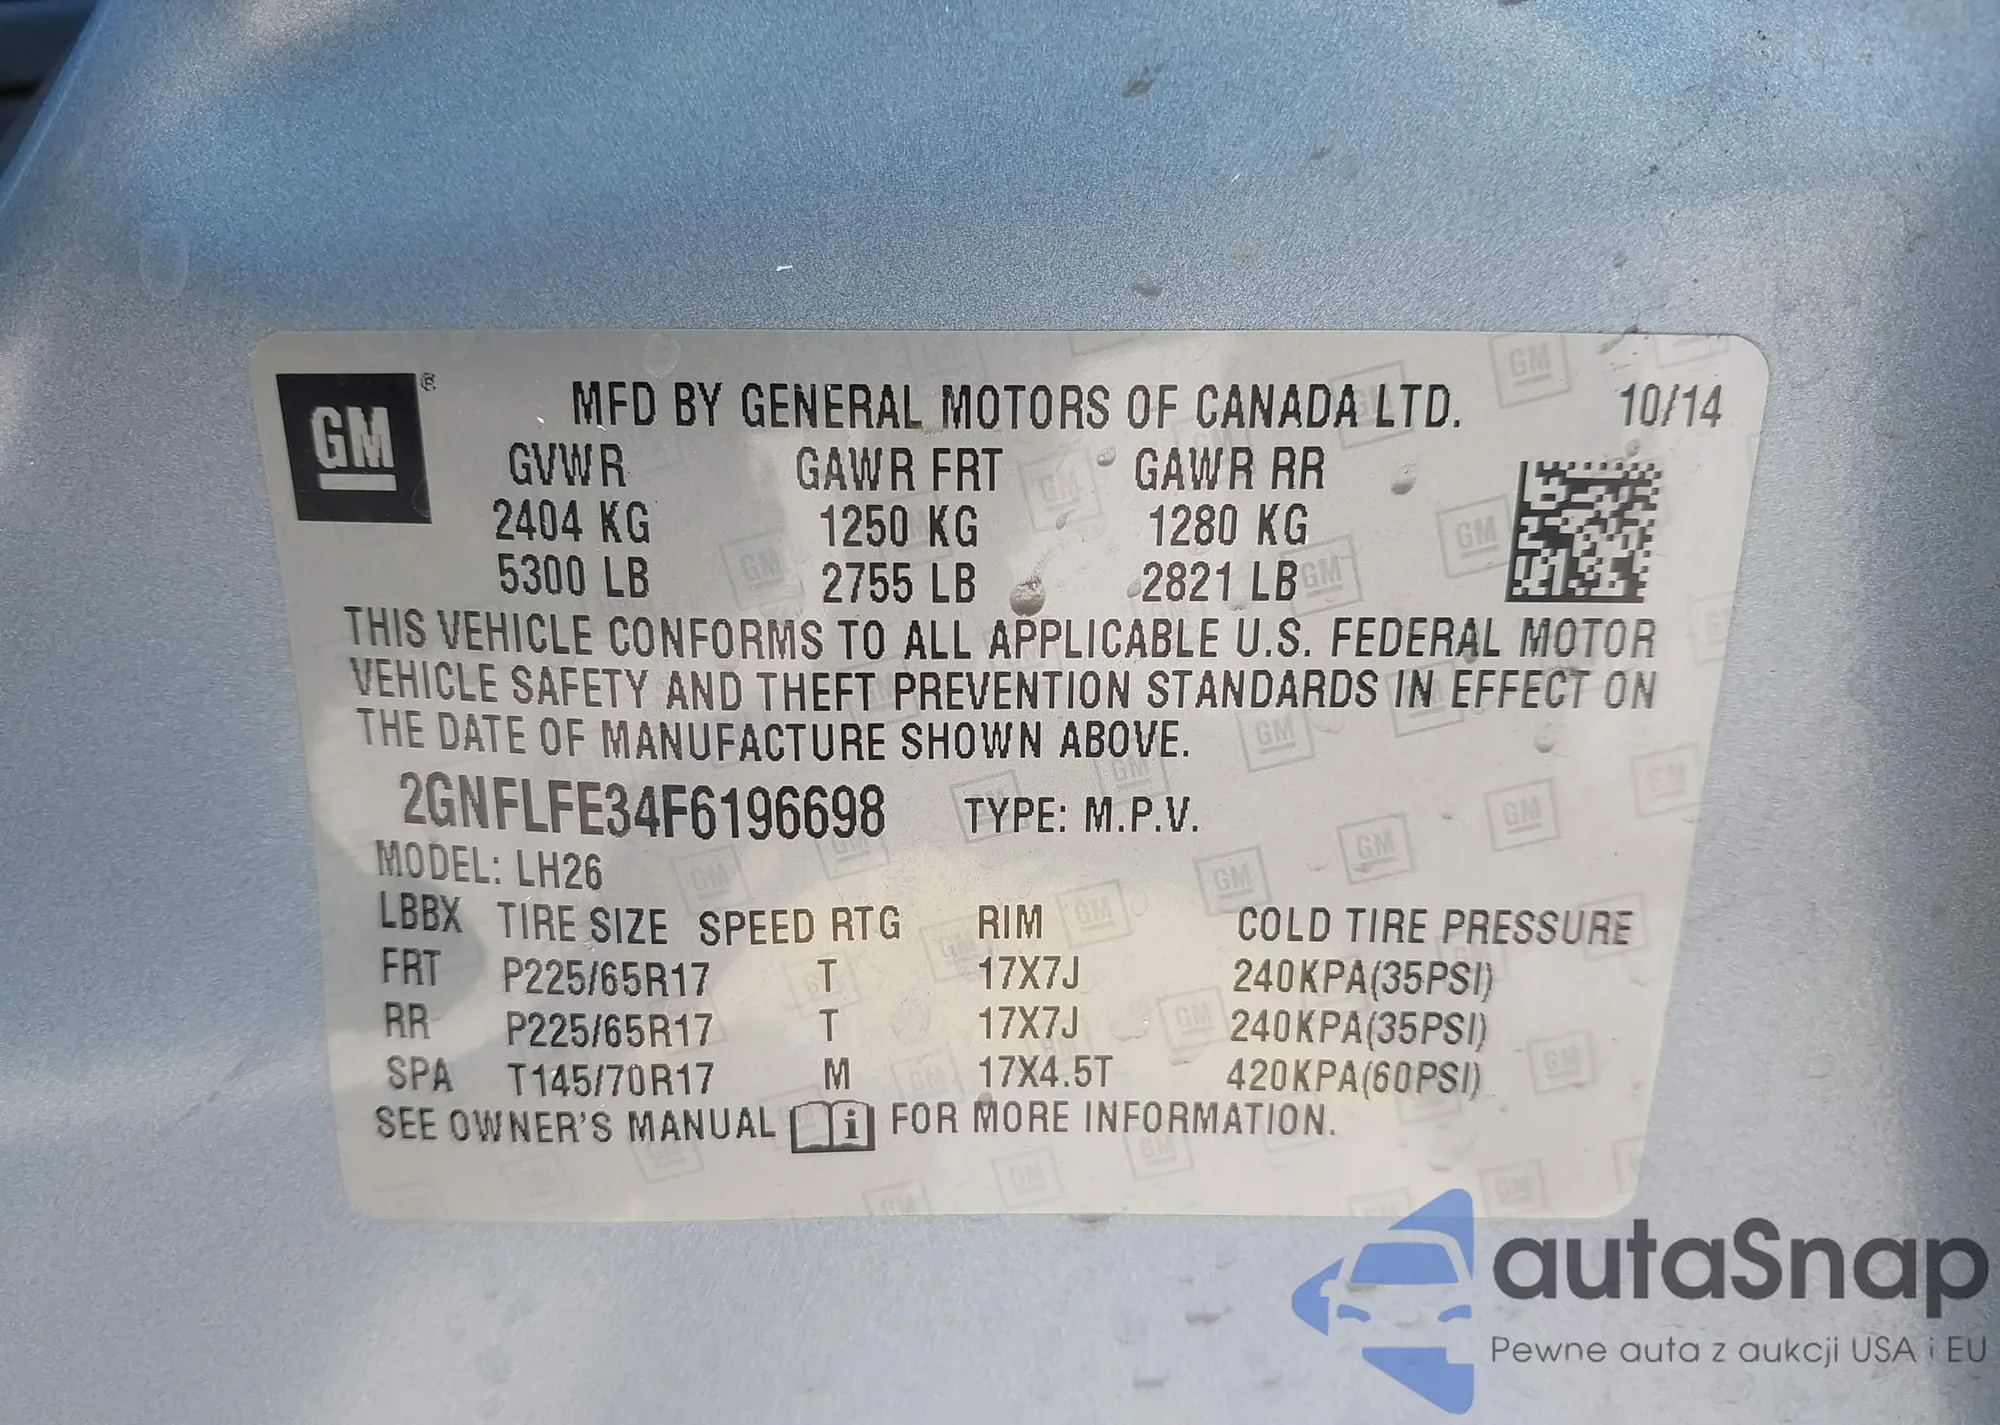 GM ®
MFD BY GENERAL MOTORS OF CANADA LTD. 10/14
GVWR GAWR FRT GAWR RR
2404 KG 1250 KG 1280 KG
5300 LB 2755 LB 2821 LB
THIS VEHICLE CONFORMS TO ALL APPLICABLE U.S. FEDERAL MOTOR
VEHICLE SAFETY AND THEFT PREVENTION STANDARDS IN EFFECT ON
THE DATE OF MANUFACTURE SHOWN ABOVE.
2GNFLFE34F6196698 TYPE: M.P.V.
MODEL: LH26
LBBX TIRE SIZE SPEED RTG RIM COLD TIRE PRESSURE
FRT P225/65R17 T 17X7J 240KPA(35PSI)
RR P225/65R17 T 17X7J 240KPA(35PSI)
SPA T145/70R17 M 17X4.5T 420KPA(60PSI)
SEE OWNER'S MANUAL i FOR MORE INFORMATION.
autaSnap
Pewne auta z aukcji USA i EU